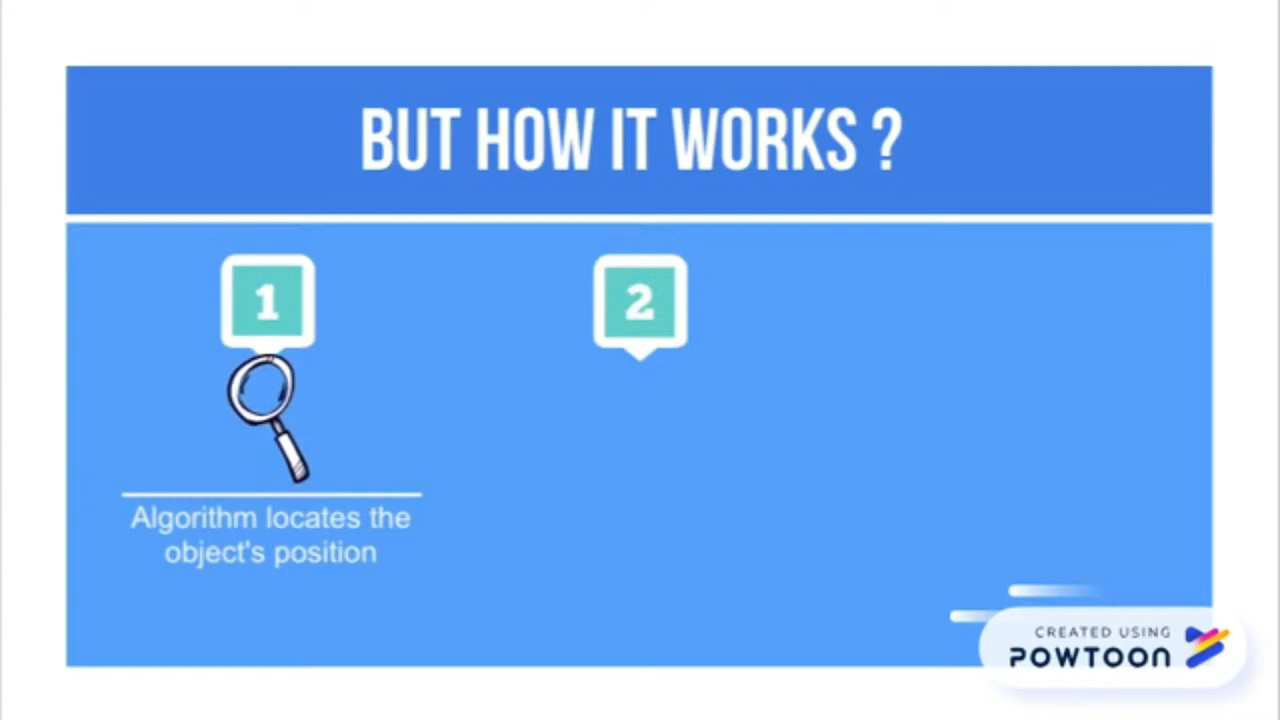 BUT HOW IT WORKS ?
1
2
Algorithm locates the
object's position
CREATED USING
POWTOON